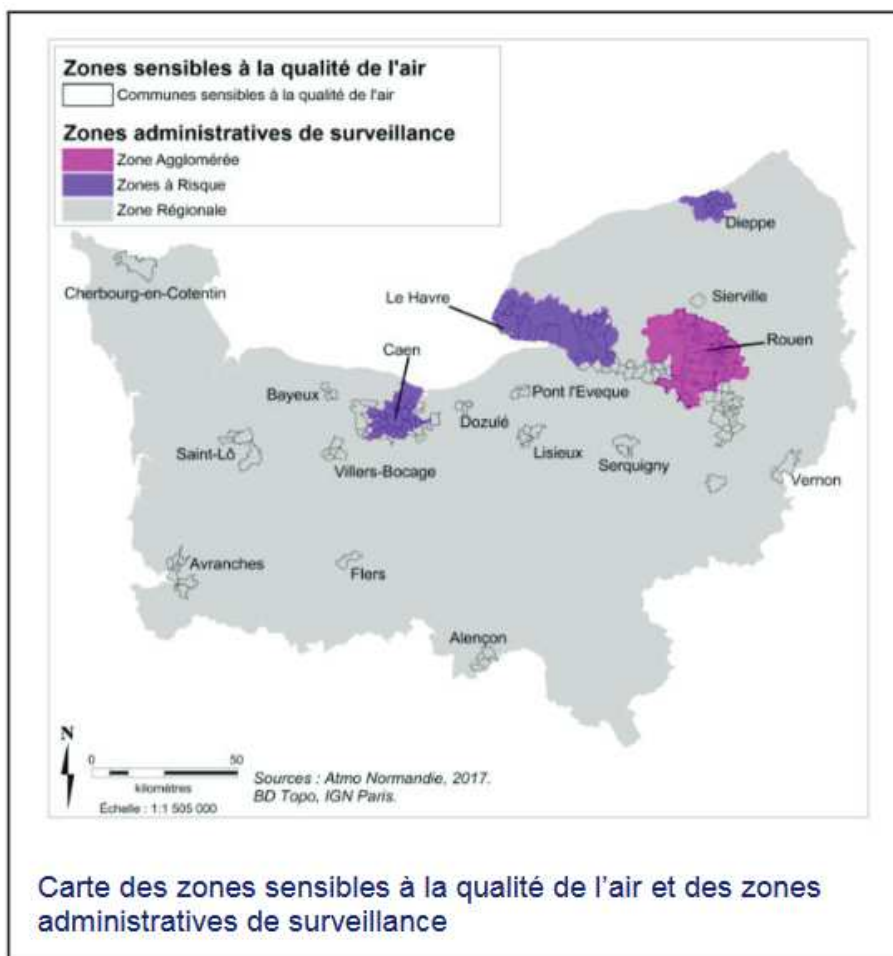 Zones sensibles à la qualité de l'air
Communes sensibles à la qualité de l'air
Zones administratives de surveillance
Zone Agglomérée
Zones à Risque
Zone Régionale
Dieppe
Cherbourg-en-Cotentin
Le Havre
Sierville
Rouen
Caen
Bayeux
Pont l'Eveque
Dozulé
Saint-Lô
Villers-Bocage
Lisieux
Serquigny
Vernon
Avranches
Flers
Alençon
N
0 50
kilomètres
Échelle : 1:1 505 000
Sources : Atmo Normandie, 2017.
BD Topo, IGN Paris.
Carte des zones sensibles à la qualité de l'air et des zones
administratives de surveillance